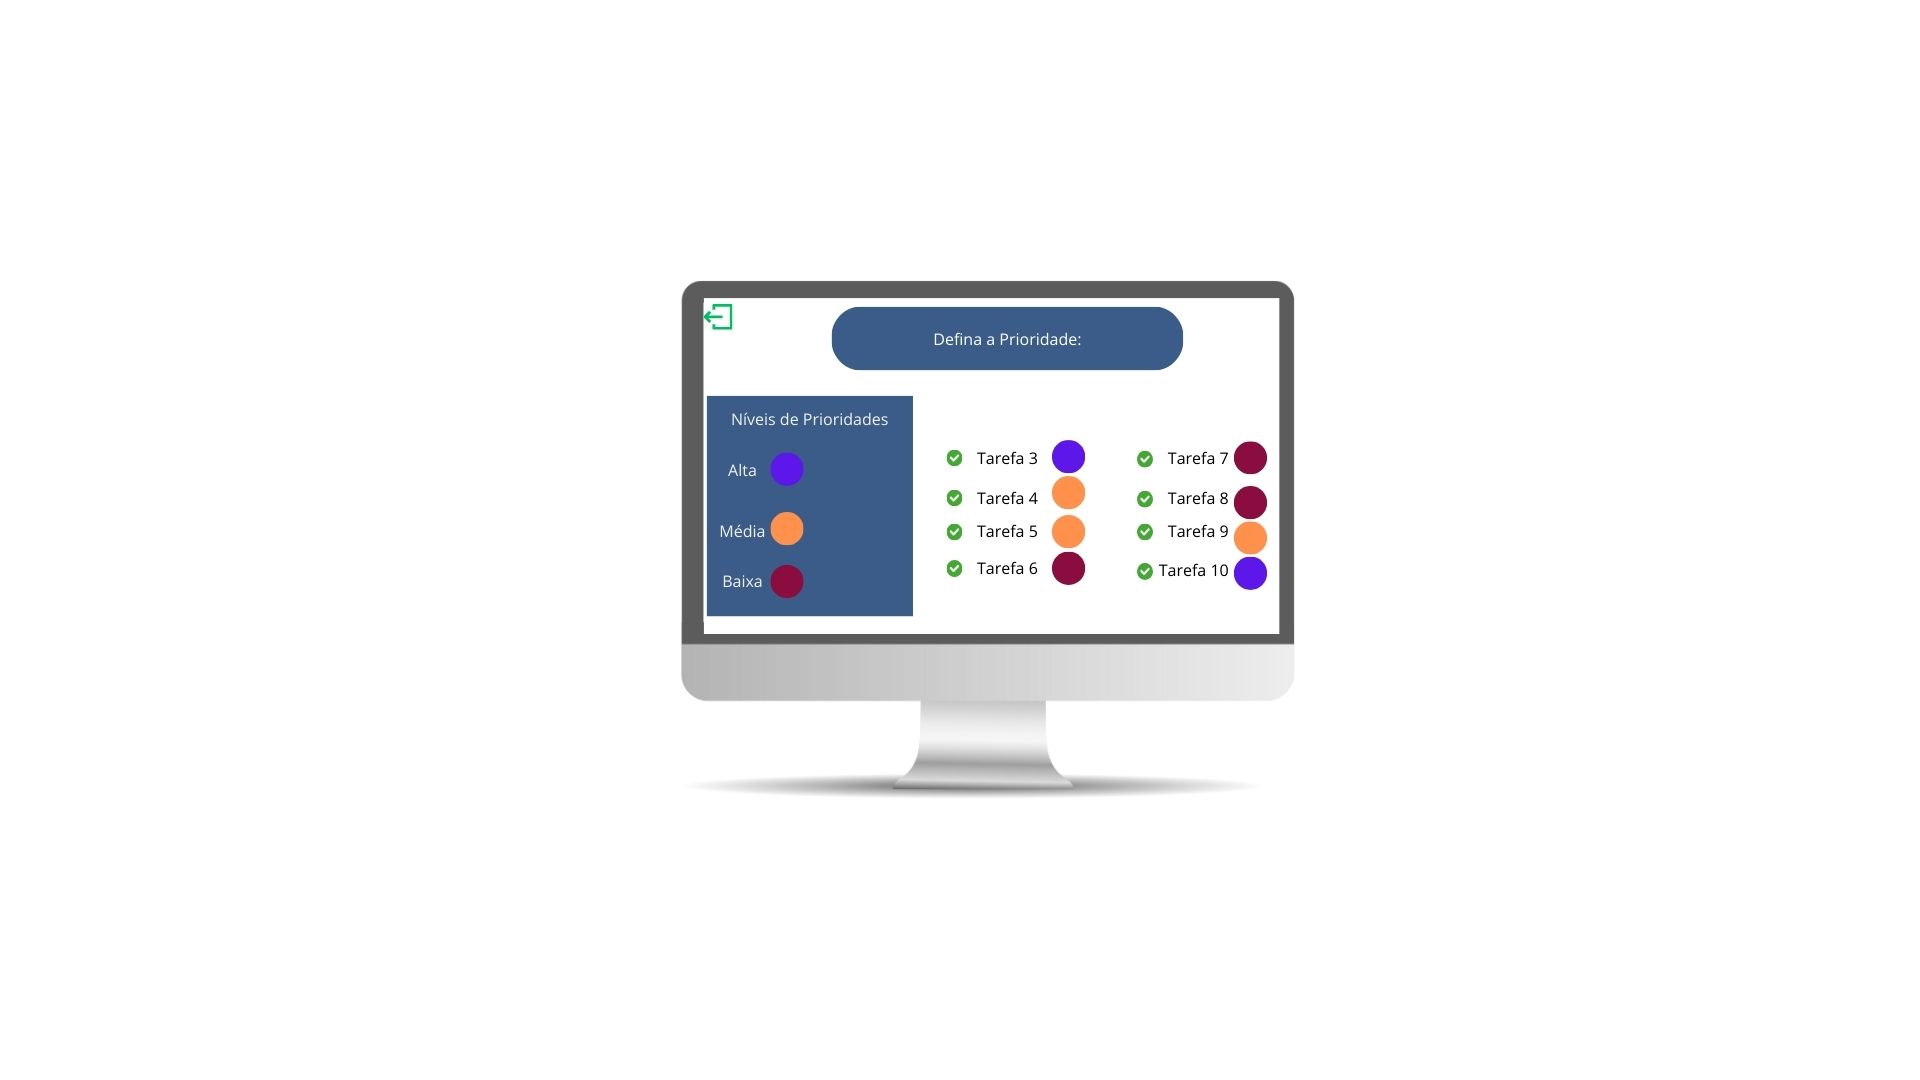 Defina a Prioridade:
Níveis de Prioridades
Alta
Média
Baixa
Tarefa 3
Tarefa 4
Tarefa 5
Tarefa 6
Tarefa 7
Tarefa 8
Tarefa 9
Tarefa 10